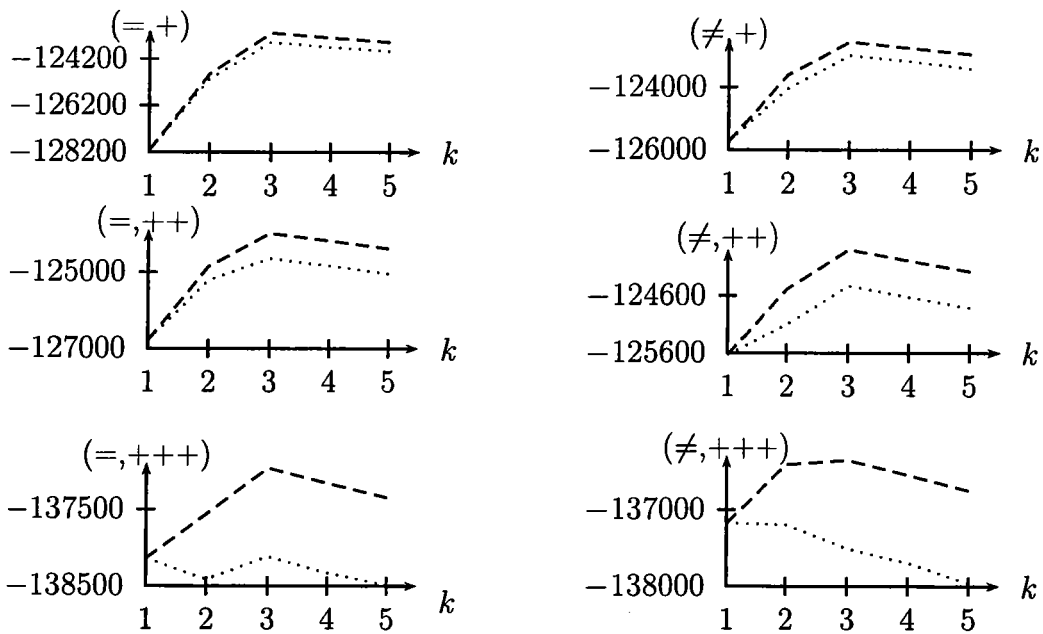 (=,+)
−124200
−126200
−128200
k
1 2 3 4 5
(≠,+)
−124000
−126000
k
1 2 3 4 5
(=,++)
−125000
−127000
k
1 2 3 4 5
(≠,++)
−124600
−125600
k
1 2 3 4 5
(=,+++)
−137500
−138500
k
1 2 3 4 5
(≠,+++)
−137000
−138000
k
1 2 3 4 5